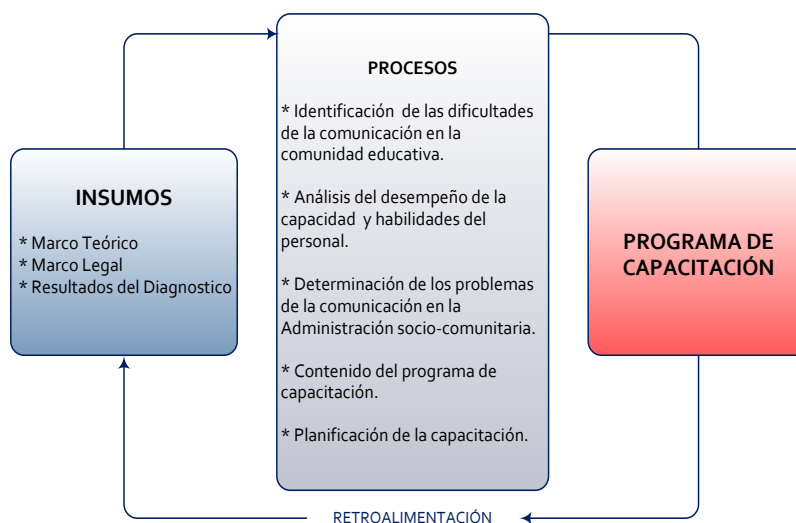 INSUMOS
* Marco Teórico
* Marco Legal
* Resultados del Diagnostico
PROCESOS
* Identificación de las dificultades
de la comunicación en la
comunidad educativa.
* Análisis del desempeño de la
capacidad y habilidades del
personal.
* Determinación de los problemas
de la comunicación en la
Administración socio-comunitaria.
* Contenido del programa de
capacitación.
* Planificación de la capacitación.
PROGRAMA DE
CAPACITACIÓN
RETROALIMENTACIÓN